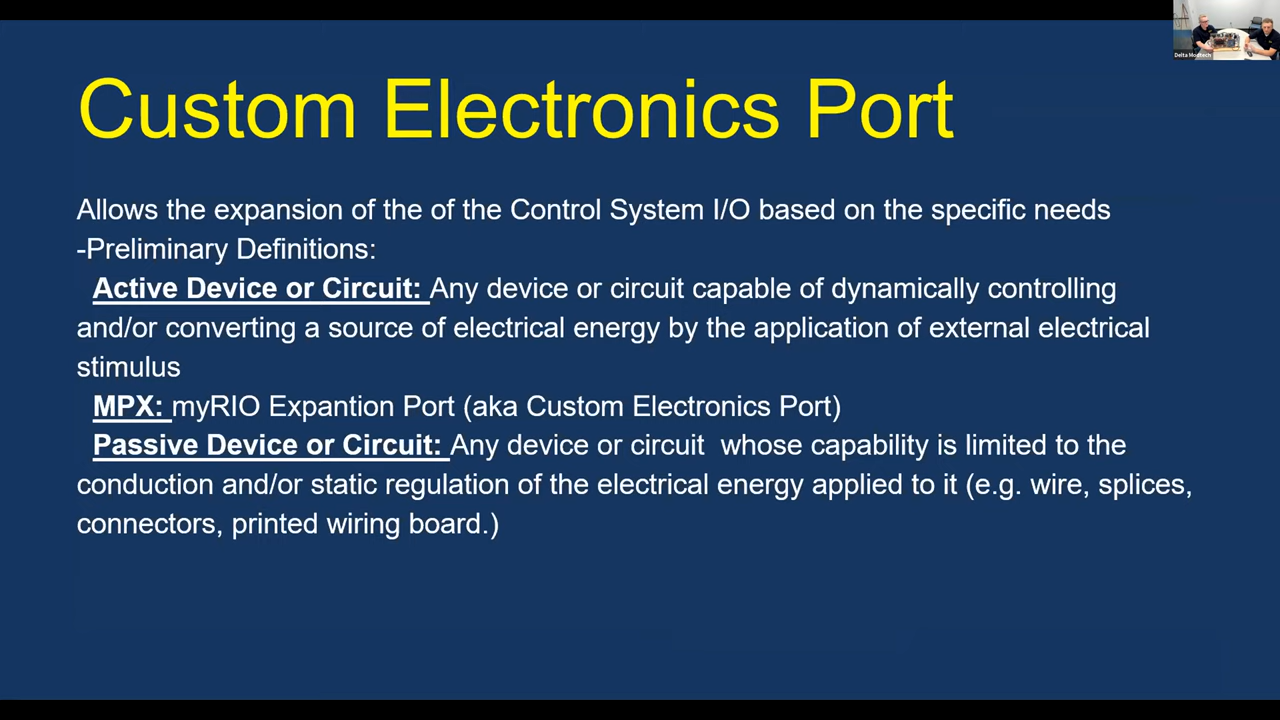 Custom Electronics Port
Allows the expansion of the of the Control System I/O based on the specific needs
-Preliminary Definitions:
Active Device or Circuit: Any device or circuit capable of dynamically controlling
and/or converting a source of electrical energy by the application of external electrical
stimulus
MPX: myRIO Expantion Port (aka Custom Electronics Port)
Passive Device or Circuit: Any device or circuit whose capability is limited to the
conduction and/or static regulation of the electrical energy applied to it (e.g. wire, splices,
connectors, printed wiring board.)
Delta Modtech